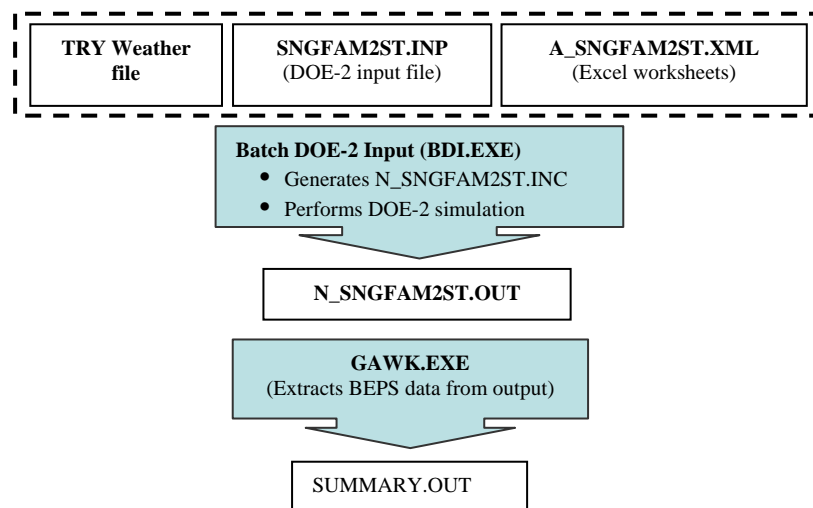 TRY Weather
file
SNGFAM2ST.INP
(DOE-2 input file)
A_SNGFAM2ST.XML
(Excel worksheets)
Batch DOE-2 Input (BDI.EXE)
• Generates N_SNGFAM2ST.INC
• Performs DOE-2 simulation
N_SNGFAM2ST.OUT
GAWK.EXE
(Extracts BEPS data from output)
SUMMARY.OUT